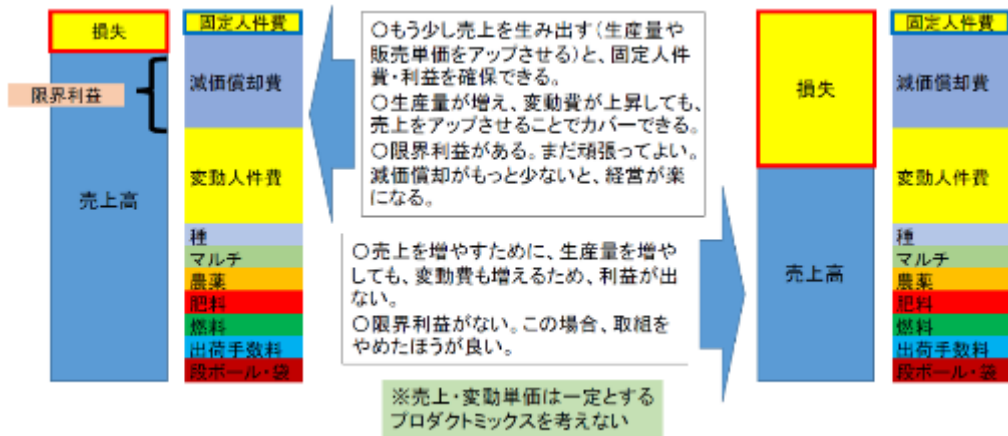 損失
限界利益
売上高
固定人件費
減価償却費
変動人件費
種
マルチ
農薬
肥料
燃料
出荷手数料
段ボール・袋
○もう少し売上を生み出す(生産量や
販売単価をアップさせる)と、固定人件
費・利益を確保できる。
○生産量が増え、変動費が上昇しても、
売上をアップさせることでカバーできる。
○限界利益がある。まだ頑張ってよい。
減価償却がもっと少ないと、経営が楽
になる。
○売上を増やすために、生産量を増や
しても、変動費も増えるため、利益が出
ない。
○限界利益がない。この場合、取組を
やめたほうが良い。
※売上・変動単価は一定とする
プロダクトミックスを考えない
損失
売上高
固定人件費
減価償却費
変動人件費
種
マルチ
農薬
肥料
燃料
出荷手数料
段ボール・袋